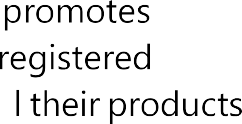 promotes
registered
l their products